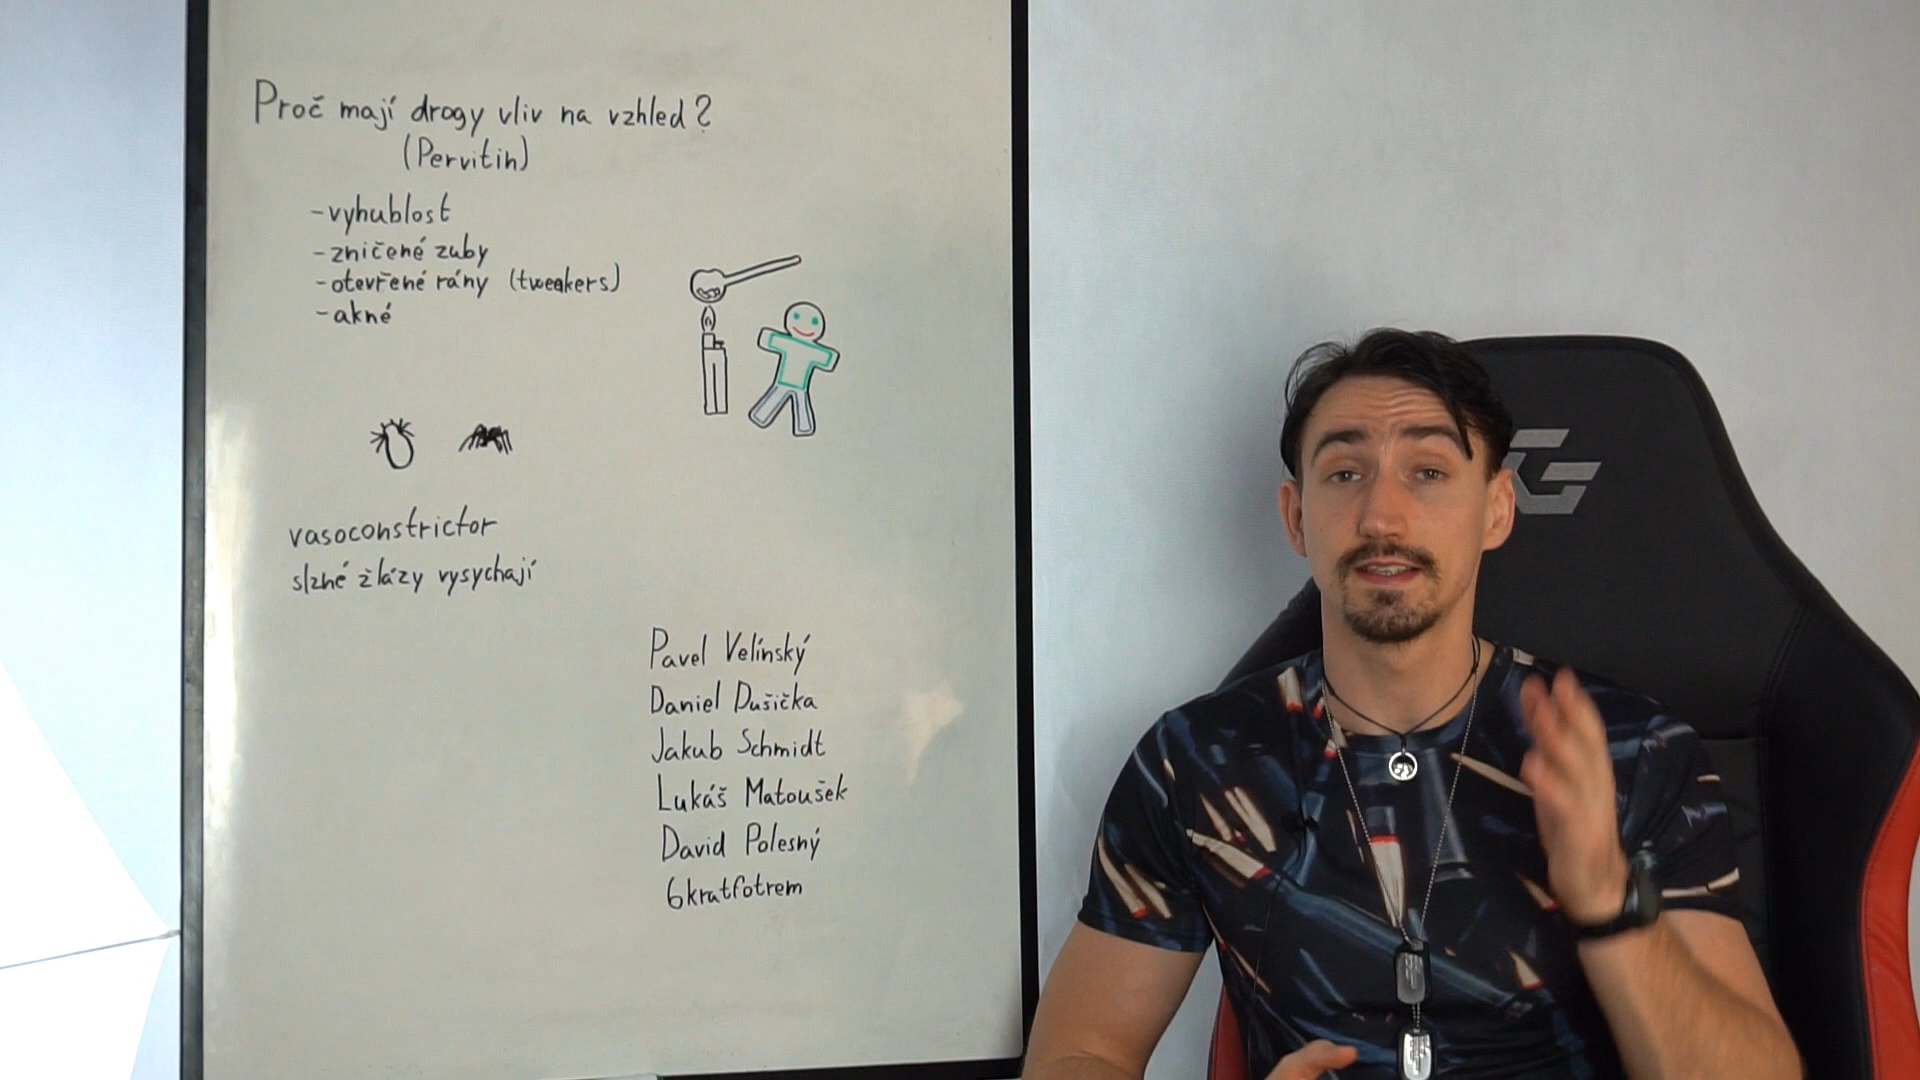 Proč mají drogy vliv na vzhled?
(Pervitin)
-vyhublost
-zničené zuby
-otevřené rány (tweakers)
-akné
vasoconstrictor
slzné žlázy vysychají
Pavel Velínský
Daniel Dušička
Jakub Schmidt
Lukáš Matoušek
David Polesný
6kratfotrem